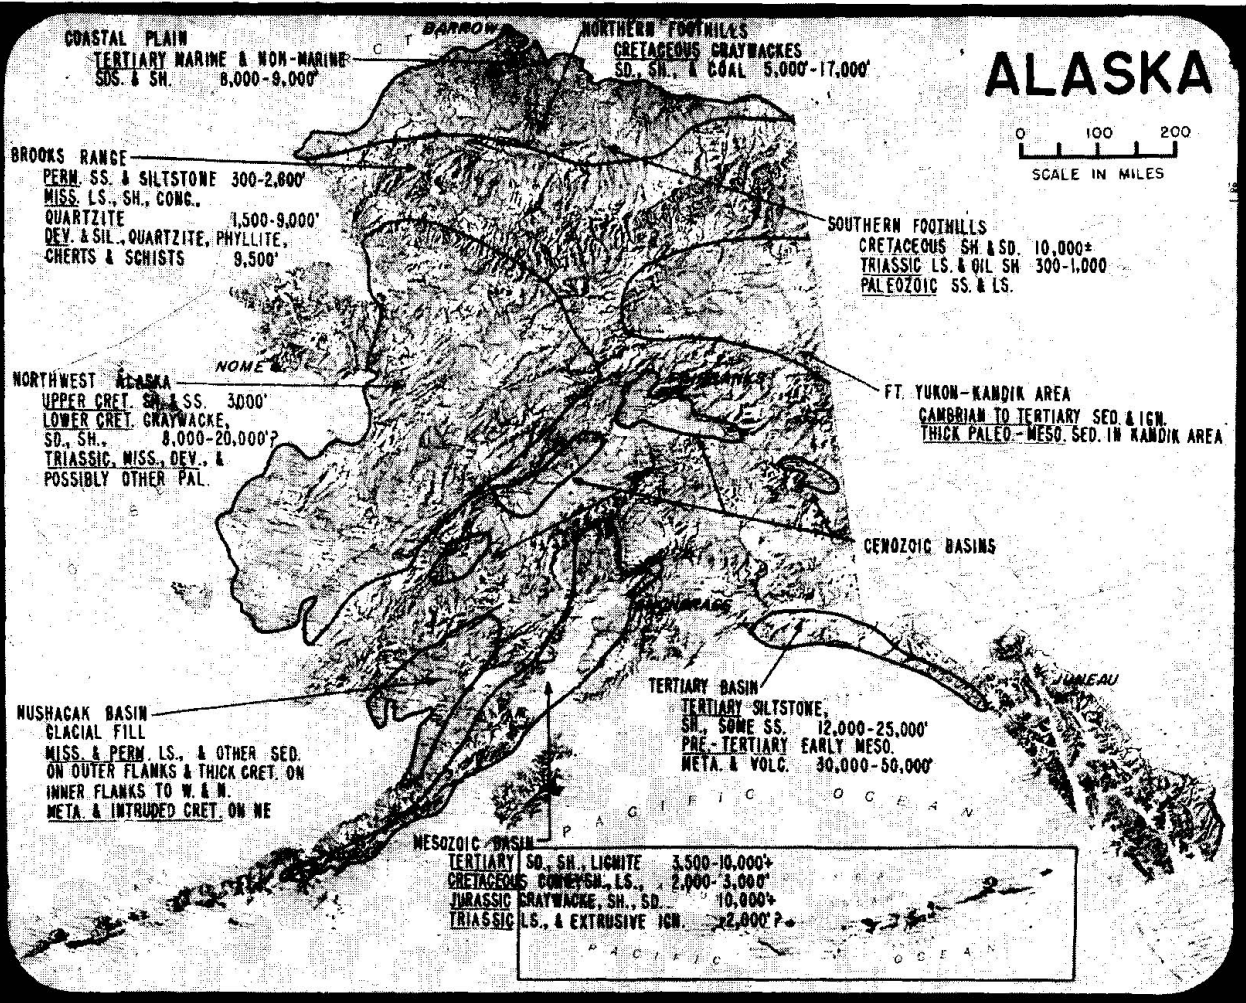 COASTAL PLAIN
TERTIARY MARINE & NON-MARINE
SDS. & SH. 8,000-9,000'
BARROW
NORTHERN FOOTHILLS
CRETACEOUS GRAYWACKES
SD., SH., & COAL 5,000'-17,000'
ALASKA
0 100 200
SCALE IN MILES
BROOKS RANGE
PERM. SS. & SILTSTONE 300-2,600'
MISS. LS., SH., CONG.,
QUARTZITE 1,500-9,000'
DEV. & SIL., QUARTZITE, PHYLLITE,
CHERTS & SCHISTS 9,500'
SOUTHERN FOOTHILLS
CRETACEOUS SH. & SD. 10,000±
TRIASSIC LS. & OIL SH 300-1,000
PALEOZOIC SS. & LS.
NOME
NORTHWEST ALASKA
UPPER CRET. SH. & SS. 3,000'
LOWER CRET. GRAYWACKE,
SD., SH., 8,000-20,000'?
TRIASSIC, MISS., DEV., &
POSSIBLY OTHER PAL.
FAIRBANKS
FT. YUKON-KANDIK AREA
CAMBRIAN TO TERTIARY SED. & IGN.
THICK PALEO.-MESO. SED. IN KANDIK AREA
CENOZOIC BASINS
ANCHORAGE
JUNEAU
NUSHAGAK BASIN
GLACIAL FILL
MISS. & PERM. LS., & OTHER SED.
ON OUTER FLANKS & THICK CRET. ON
INNER FLANKS TO W. & N.
META. & INTRUDED CRET. ON NE
TERTIARY BASIN
TERTIARY SILTSTONE,
SH., SOME SS. 12,000-25,000'
PRE-TERTIARY EARLY MESO.
META. & VOLC. 30,000-50,000'
PACIFIC OCEAN
MESOZOIC BASIN
TERTIARY SD., SH., LIGNITE 3,500-10,000'+
CRETACEOUS SH., LS., 2,000-3,000'
JURASSIC GRAYWACKE, SH., SD. 10,000'+
TRIASSIC LS., & EXTRUSIVE IGN. 2,000'?
PACIFIC OCEAN